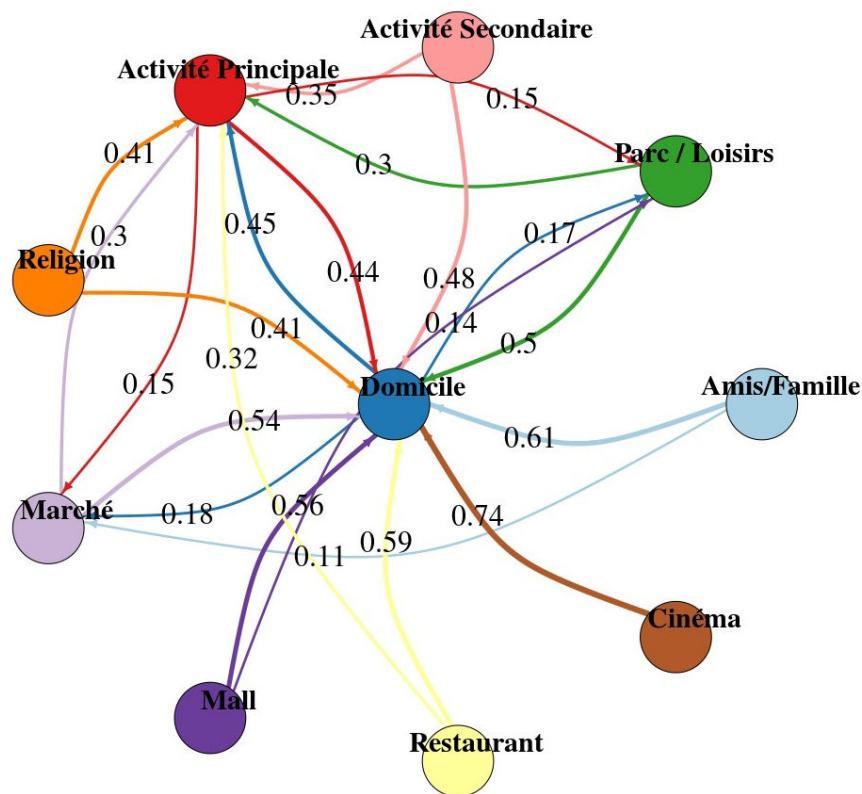 Activité Secondaire
Activité Principale
0.35
0.15
0.41
0.3
Parc / Loisirs
0.3
0.45
0.17
Religion
0.44
0.48
0.41
0.14
0.32
0.5
0.15
Domicile
Amis/Famille
0.54
0.61
Marché
0.18
0.56
0.74
0.11
0.59
Cinéma
Mall
Restaurant